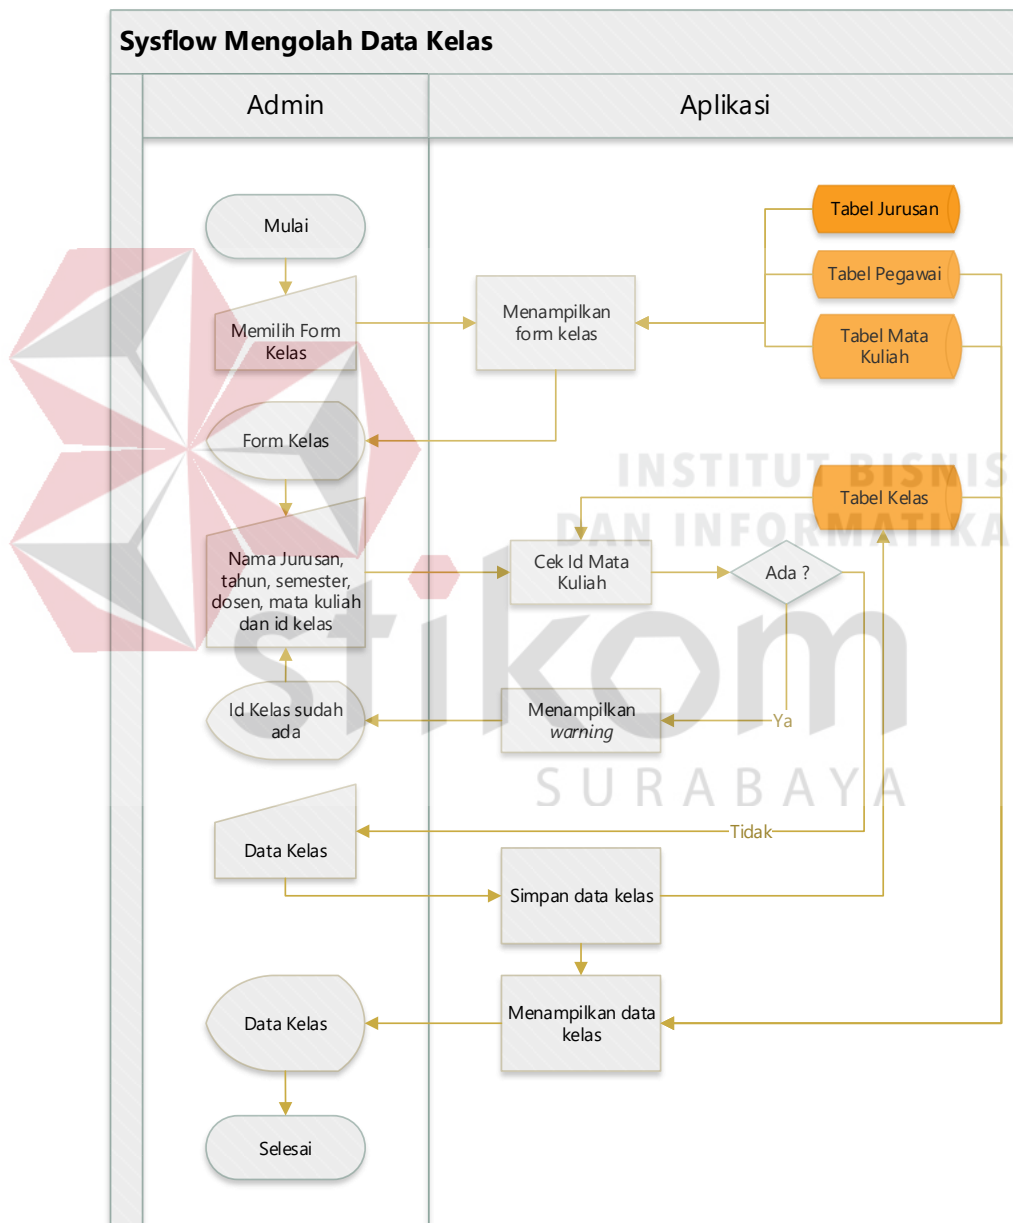 Sysflow Mengolah Data Kelas
Admin
Aplikasi
Mulai
Tabel Jurusan
Tabel Pegawai
Memilih Form
Kelas
Menampilkan
form kelas
Tabel Mata
Kuliah
Form Kelas
INSTITUT BISNIS
DAN INFORMATIKA
Tabel Kelas
Nama Jurusan,
tahun, semester,
dosen, mata kuliah
dan id kelas
Cek Id Mata
Kuliah
Ada ?
stikom
SURABAYA
Id Kelas sudah
ada
Menampilkan
warning
Ya
Tidak
Data Kelas
Simpan data kelas
Data Kelas
Menampilkan data
kelas
Selesai